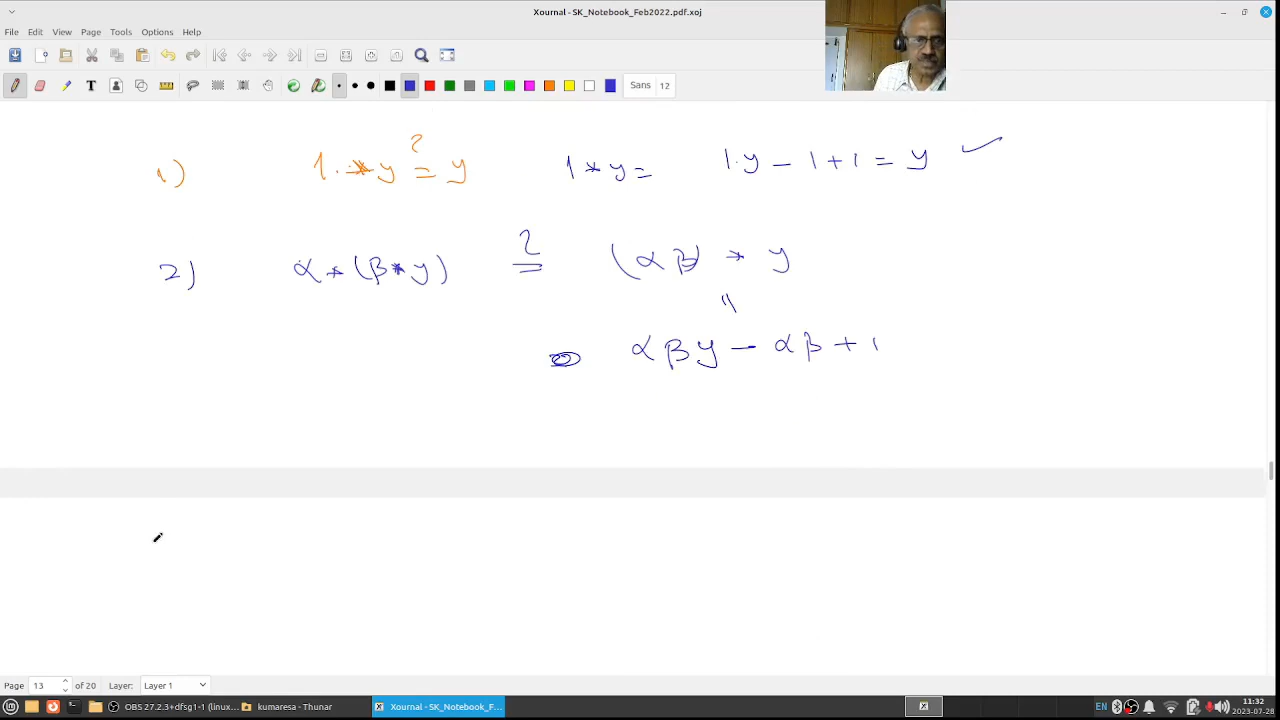 Xournal - SK_Notebook_Feb2022.pdf.xoj
File Edit View Page Tools Options Help
T Sans 12
1) 1.*y ?= y 1*y = 1.y - 1+1 = y ✓
2) α*(β*y) ?= (αβ) * y
"
αβy - αβ+1
Page 13 of 20 Layer: Layer 1
OBS 27.2.3+dfsg1-1 (linux... kumaresa - Thunar Xournal - SK_Notebook_F... EN 11:32
2023-07-28